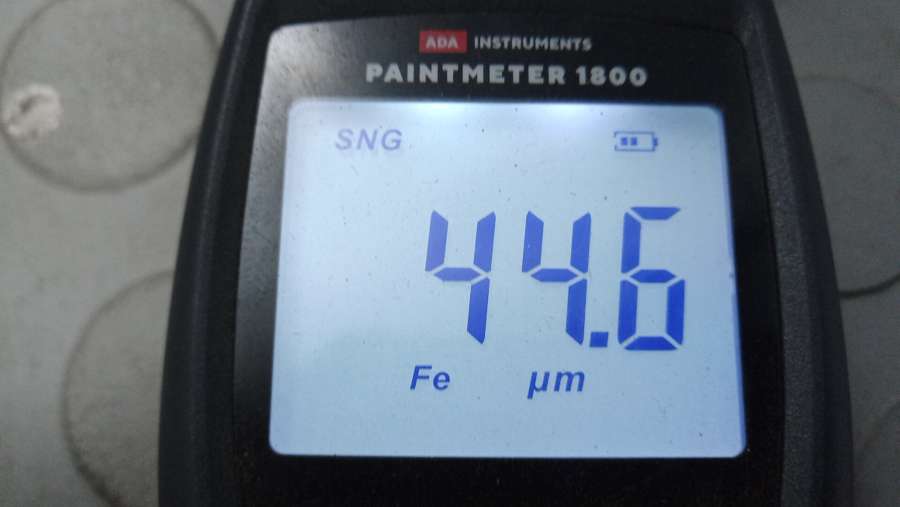 ADA INSTRUMENTS
PAINTMETER 1800
SNG
44.6
Fe μm